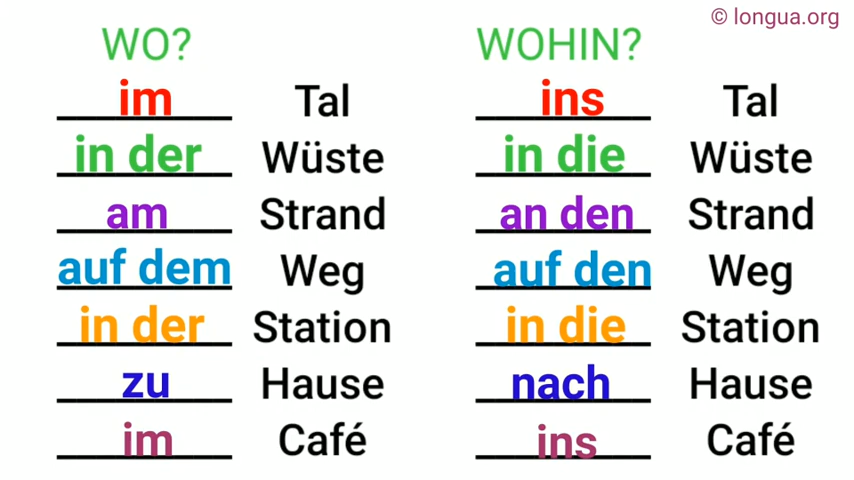 © longua.org
WO? WOHIN?
im Tal ins Tal
in der Wüste in die Wüste
am Strand an den Strand
auf dem Weg auf den Weg
in der Station in die Station
zu Hause nach Hause
im Café ins Café